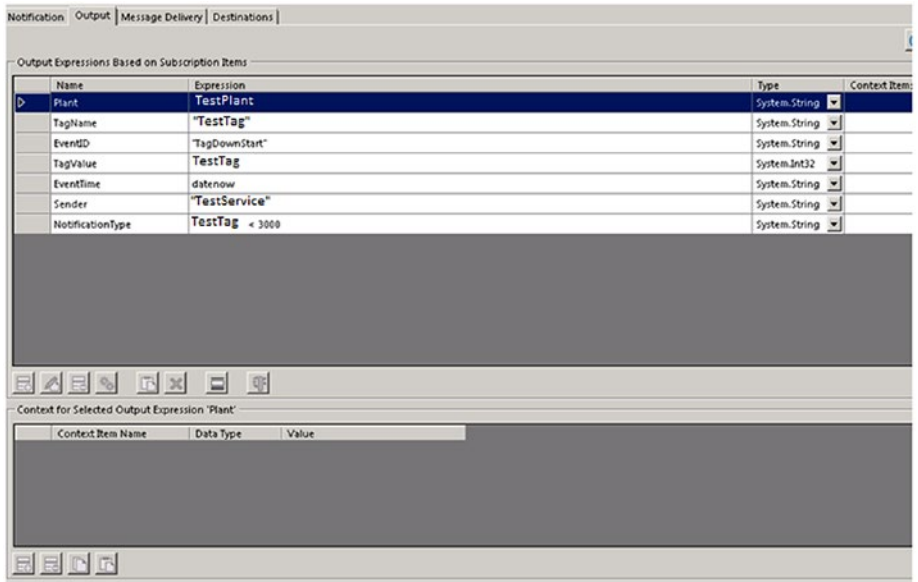 Notification Output Message Delivery Destinations
Output Expressions Based on Subscription Items
Name Expression Type Context Items
Plant TestPlant System.String
TagName "TestTag" System.String
EventID "TagDownStart" System.String
TagValue TestTag System.Int32
EventTime datenow System.String
Sender "TestService" System.String
NotificationType TestTag < 3000 System.String
Context for Selected Output Expression 'Plant'
Context Item Name Data Type Value